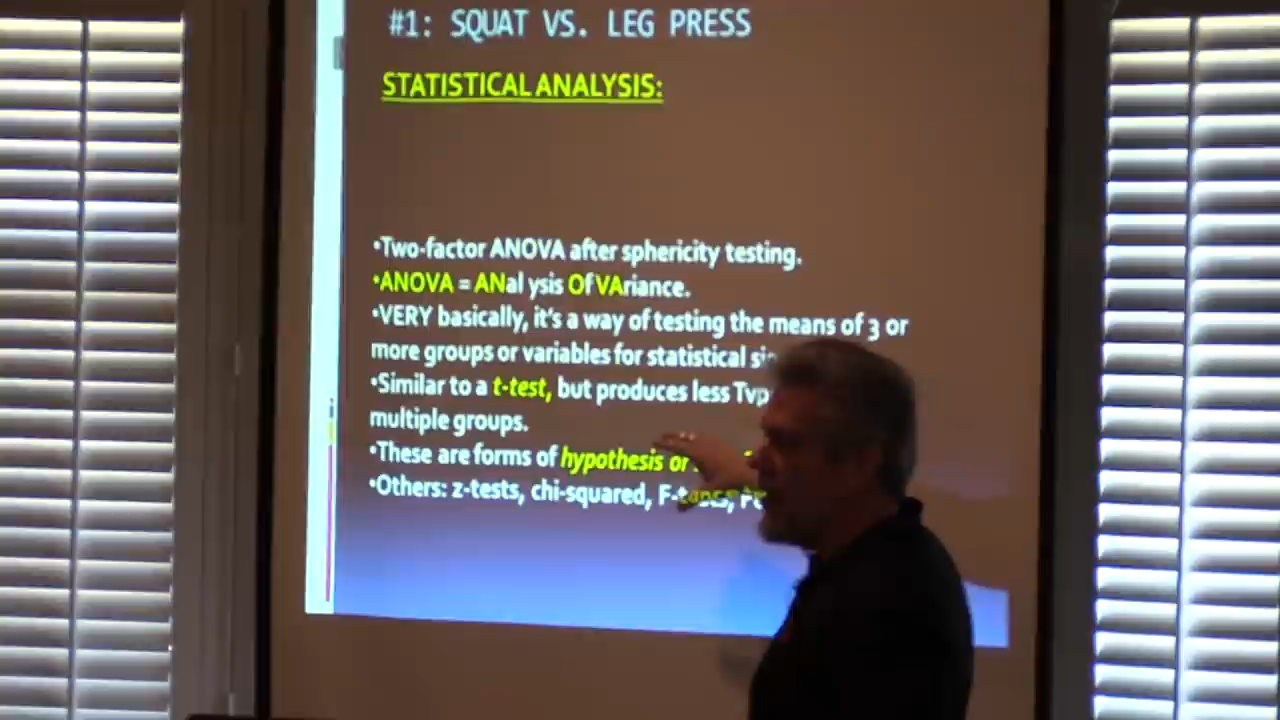 #1: SQUAT VS. LEG PRESS
STATISTICAL ANALYSIS:
•Two-factor ANOVA after sphericity testing.
•ANOVA = ANal ysis Of VAriance.
•VERY basically, it's a way of testing the means of 3 or
more groups or variables for statistical
•Similar to a t-test, but produces less
multiple groups.
•These are forms of hypothesis or
•Others: z-tests, chi-squared,